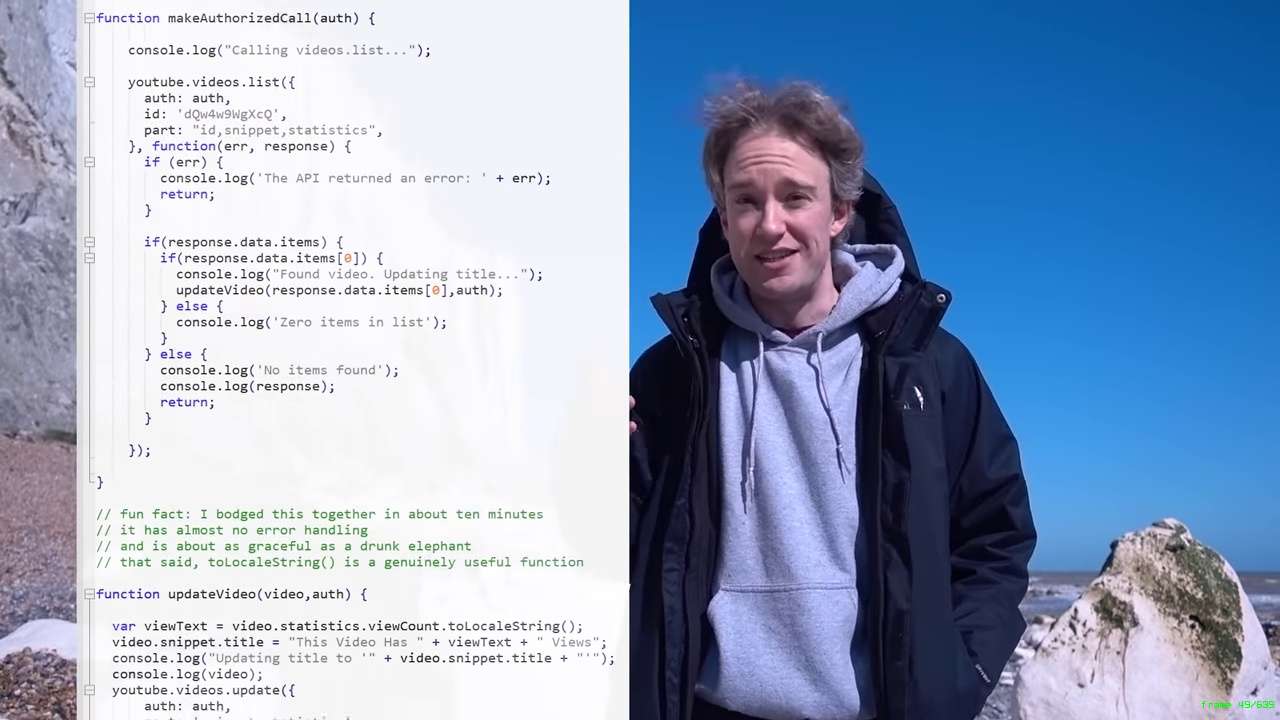 function makeAuthorizedCall(auth) {
console.log("Calling videos.list...");
youtube.videos.list({
auth: auth,
id: 'dQw4w9WgXcQ',
part: "id,snippet,statistics",
}, function(err, response) {
if (err) {
console.log('The API returned an error: ' + err);
return;
}
if(response.data.items) {
if(response.data.items[0]) {
console.log("Found video. Updating title...");
updateVideo(response.data.items[0],auth);
} else {
console.log('Zero items in list');
}
} else {
console.log('No items found');
console.log(response);
return;
}
});
}
// fun fact: I bodged this together in about ten minutes
// it has almost no error handling
// and is about as graceful as a drunk elephant
// that said, toLocaleString() is a genuinely useful function
function updateVideo(video,auth) {
var viewText = video.statistics.viewCount.toLocaleString();
video.snippet.title = "This Video Has " + viewText + " Views";
console.log("Updating title to '" + video.snippet.title + "'");
console.log(video);
youtube.videos.update({
auth: auth,
frame 49/635